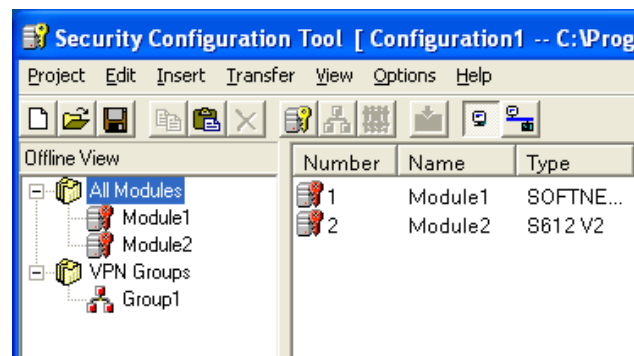 Security Configuration Tool [ Configuration1 -- C:\Prog
Project Edit Insert Transfer View Options Help
Offline View
All Modules
Module1
Module2
VPN Groups
Group1
Number Name Type
1 Module1 SOFTNE...
2 Module2 S612 V2